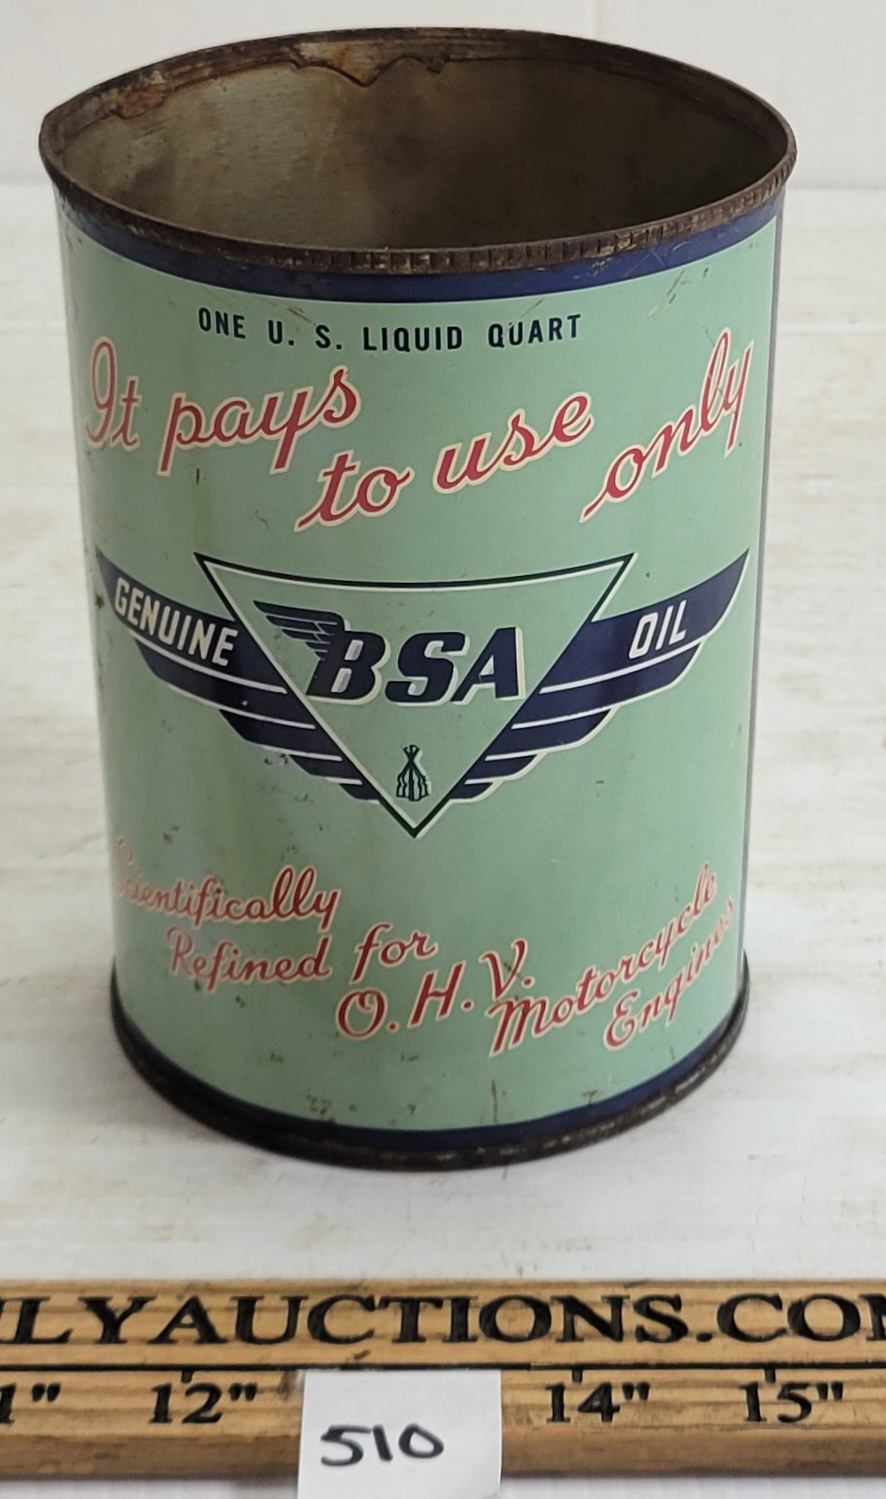 ONE U. S. LIQUID QUART
It pays to use only
GENUINE BSA OIL
Scientifically
Refined for
O.H.V. Motorcycle
Engines
LYAUCTIONS.CO
12" 14" 15"
510